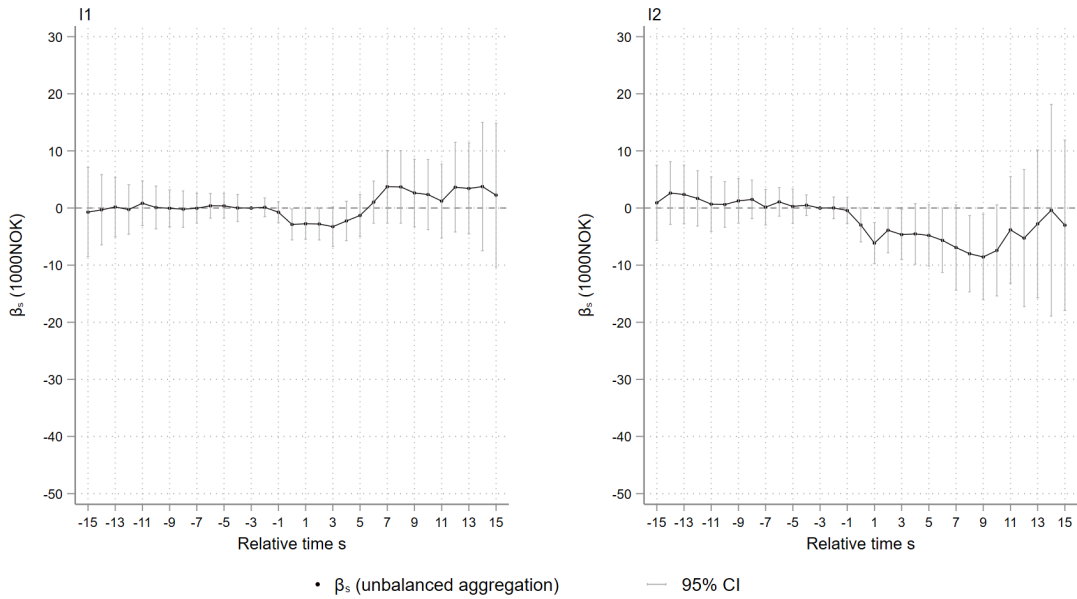 I1
I2
30
20
10
0
-10
-20
-30
-40
-50
βₛ (1000NOK)
-15 -13 -11 -9 -7 -5 -3 -1 1 3 5 7 9 11 13 15
Relative time s
30
20
10
0
-10
-20
-30
-40
-50
βₛ (1000NOK)
-15 -13 -11 -9 -7 -5 -3 -1 1 3 5 7 9 11 13 15
Relative time s
βₛ (unbalanced aggregation)
95% CI